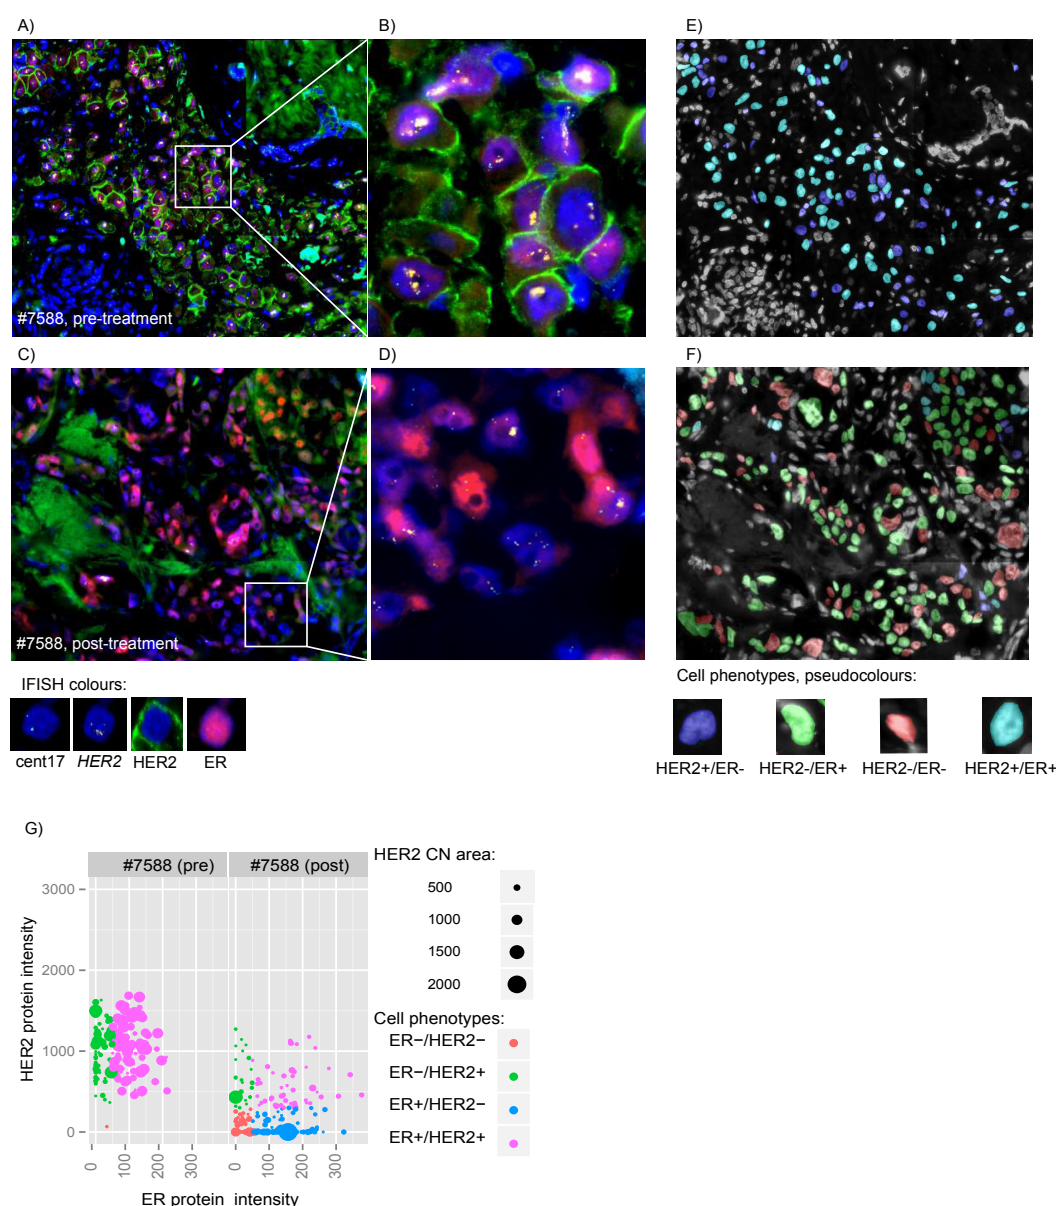 A)
B)
E)
#7588, pre-treatment
C)
D)
F)
#7588, post-treatment
IFISH colours:
cent17
HER2
HER2
ER
Cell phenotypes, pseudocolours:
HER2+/ER-
HER2-/ER+
HER2-/ER-
HER2+/ER+
G)
#7588 (pre)
#7588 (post)
HER2 protein intensity
3000
2000
1000
0
0
100
200
300
0
100
200
300
ER protein intensity
HER2 CN area:
500
1000
1500
2000
Cell phenotypes:
ER−/HER2−
ER−/HER2+
ER+/HER2−
ER+/HER2+